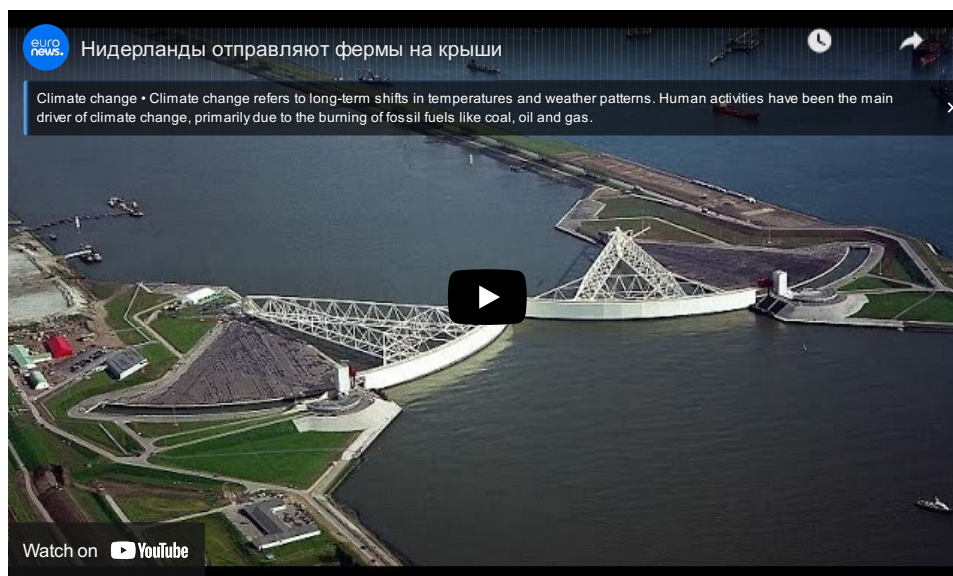 euro
news.
Нидерланды отправляют фермы на крыши
Climate change • Climate change refers to long-term shifts in temperatures and weather patterns. Human activities have been the main
driver of climate change, primarily due to the burning of fossil fuels like coal, oil and gas.
Watch on YouTube